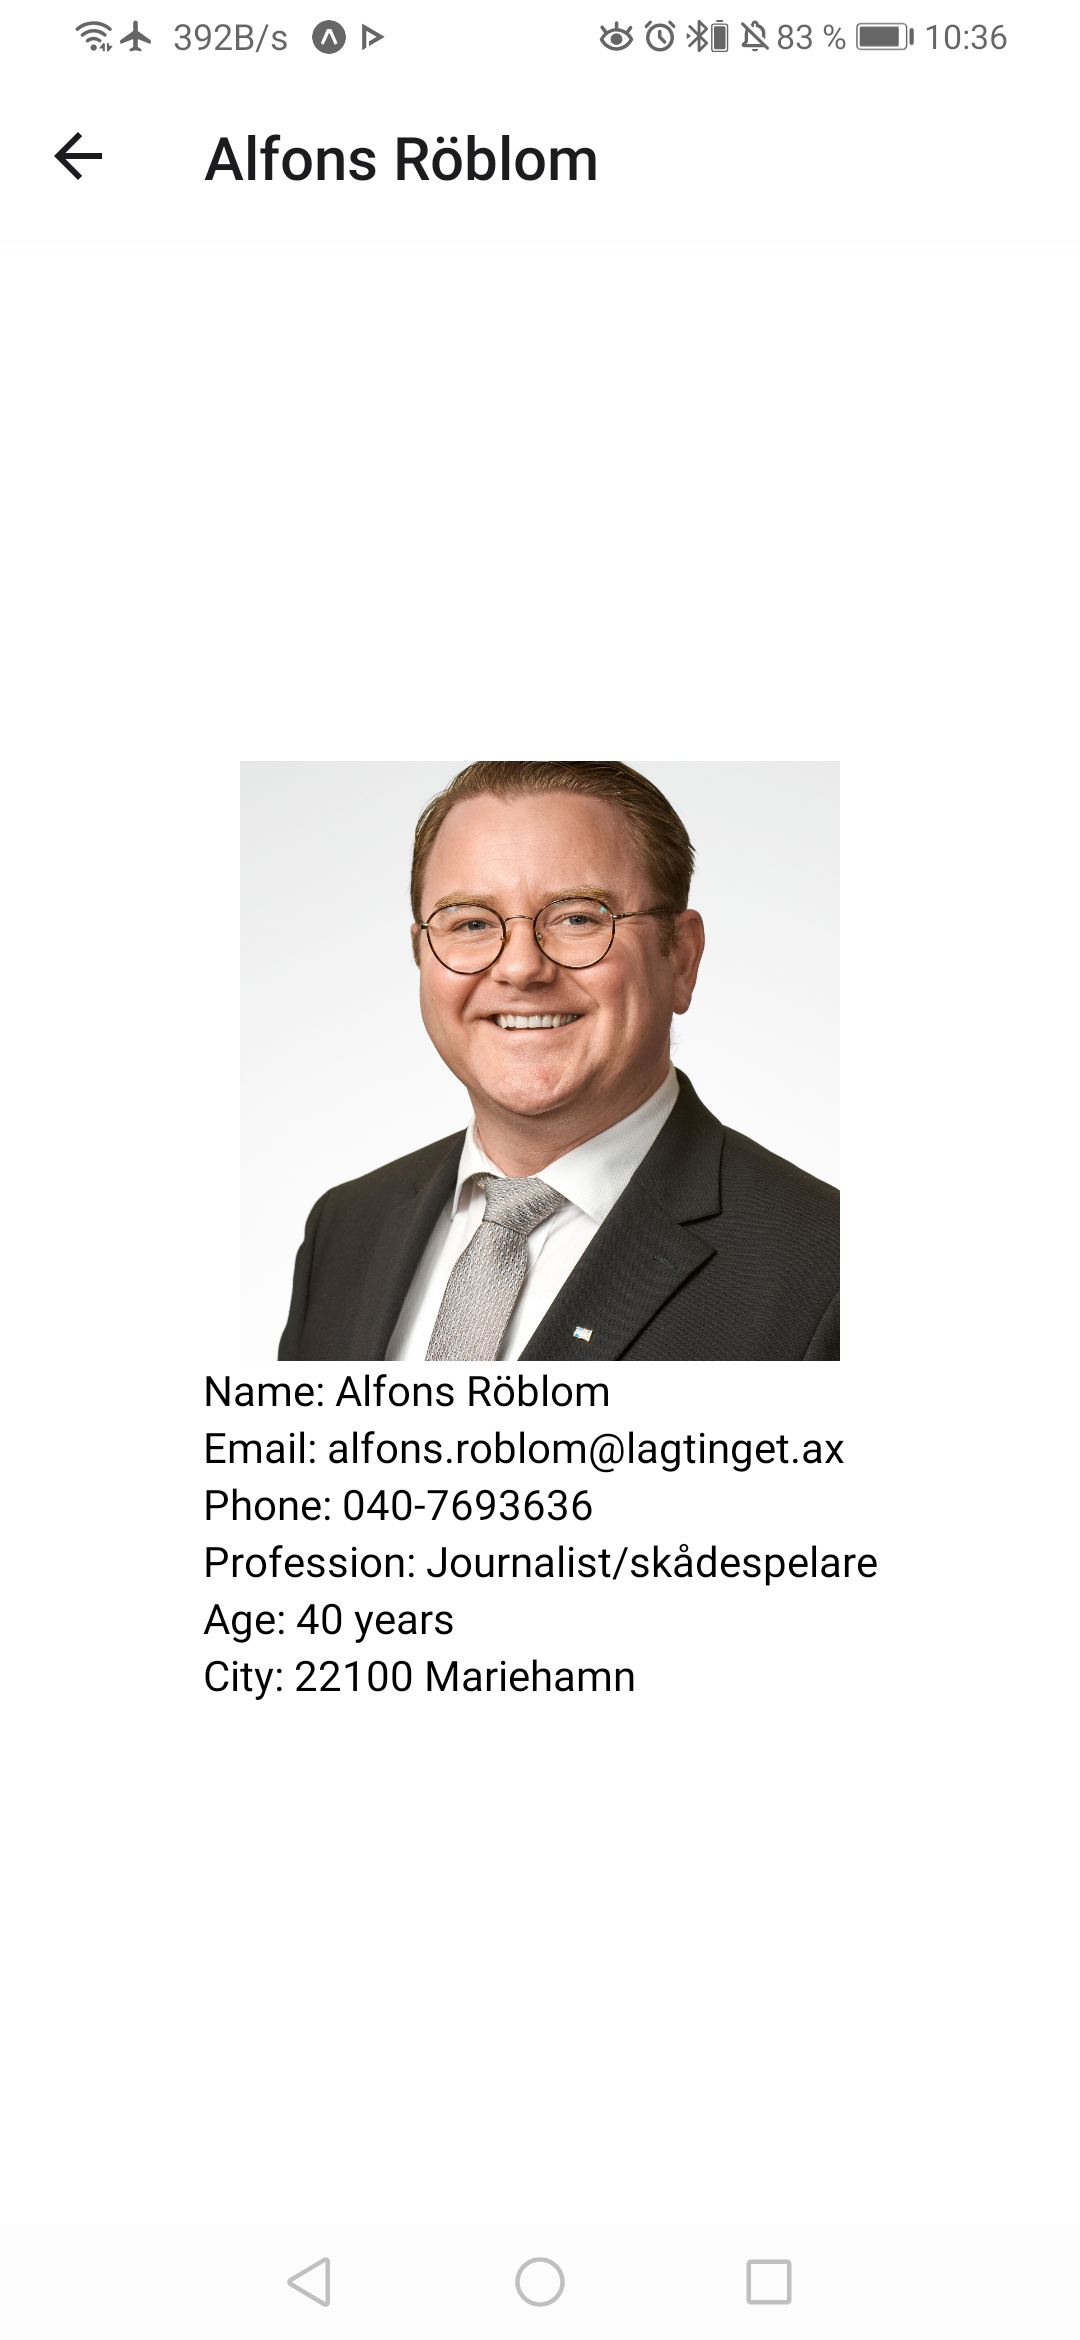 392B/s 83 % 10:36
Alfons Röblom
Name: Alfons Röblom
Email: alfons.roblom@lagtinget.ax
Phone: 040-7693636
Profession: Journalist/skådespelare
Age: 40 years
City: 22100 Mariehamn